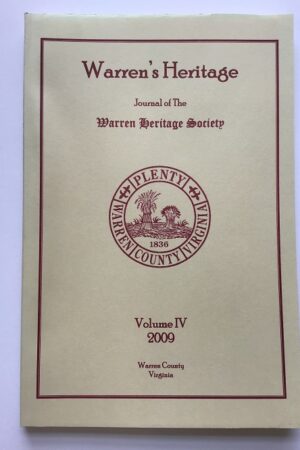 Warren's Heritage
Journal of The
Warren Heritage Society
PLENTY
WARREN COUNTY VIRGINIA
1836
Volume IV
2009
Warren County
Virginia